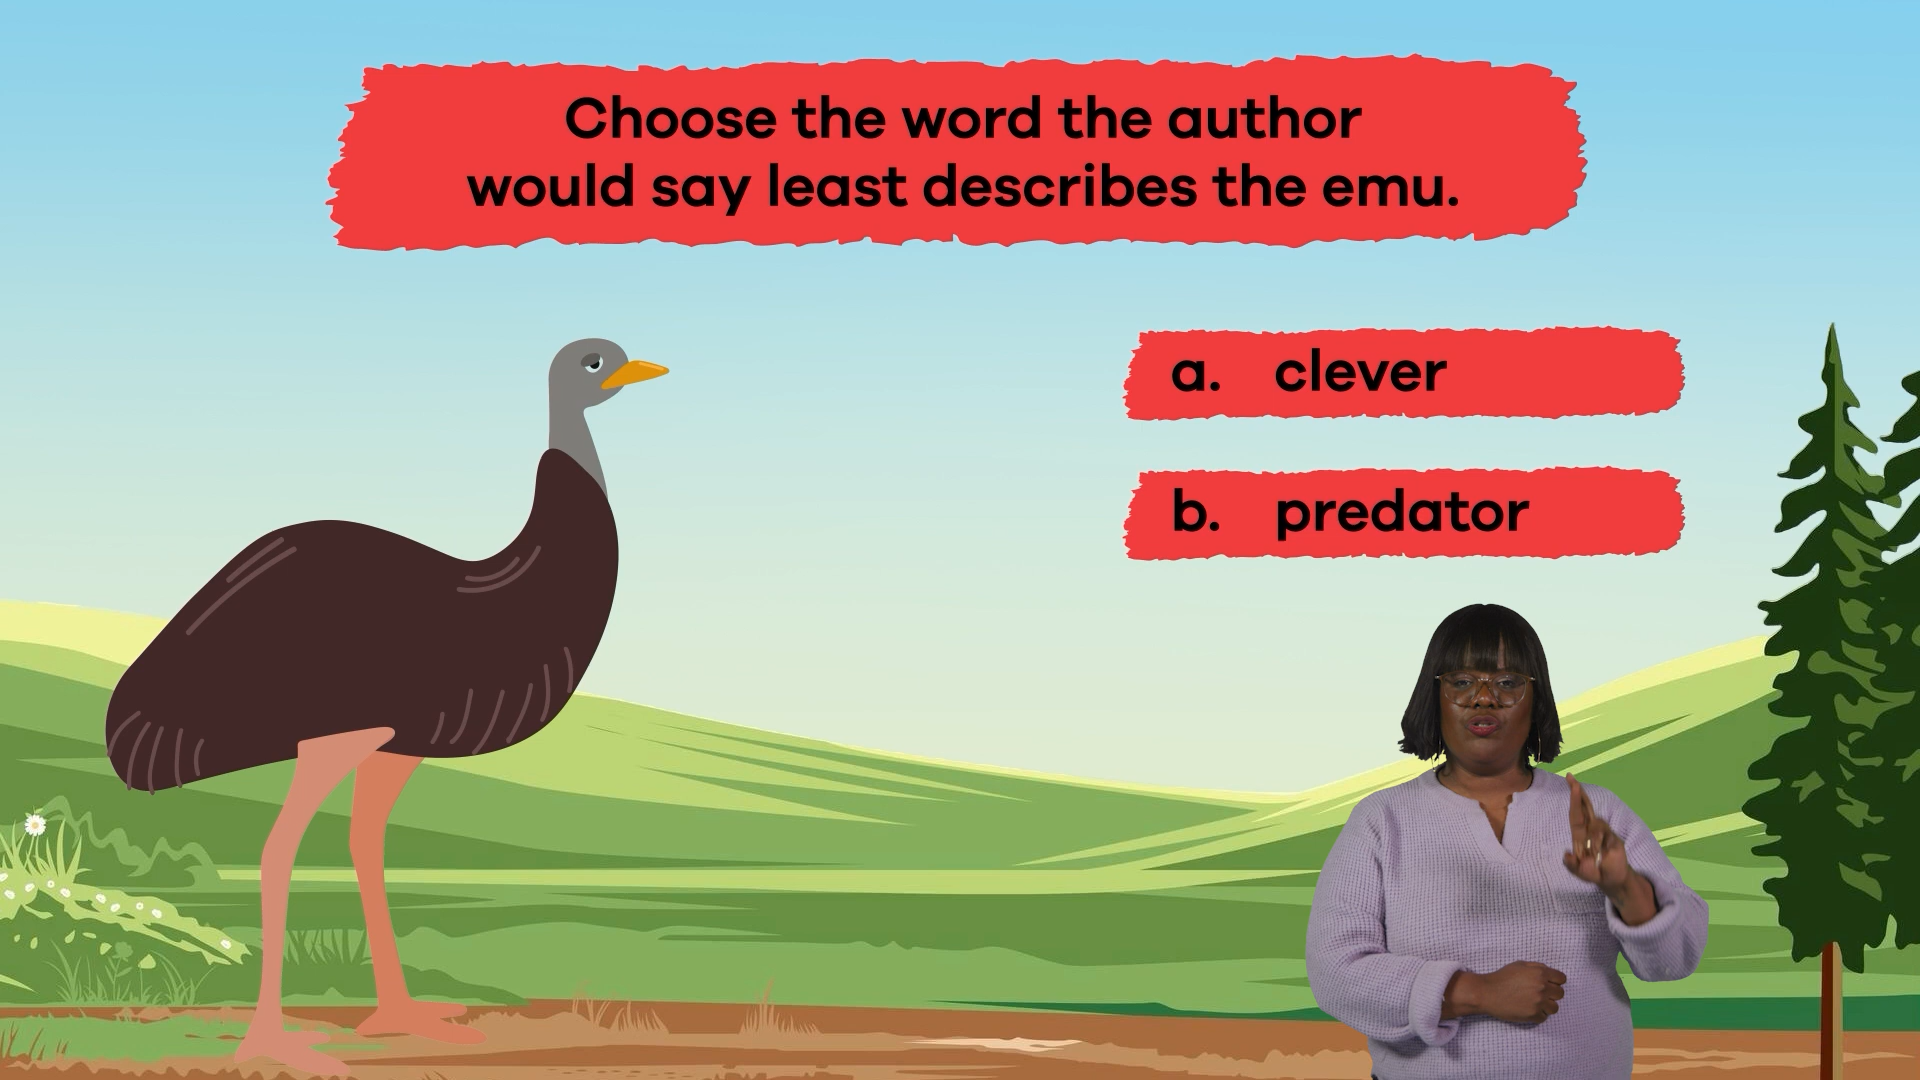 Choose the word the author
would say least describes the emu.
a. clever
b. predator